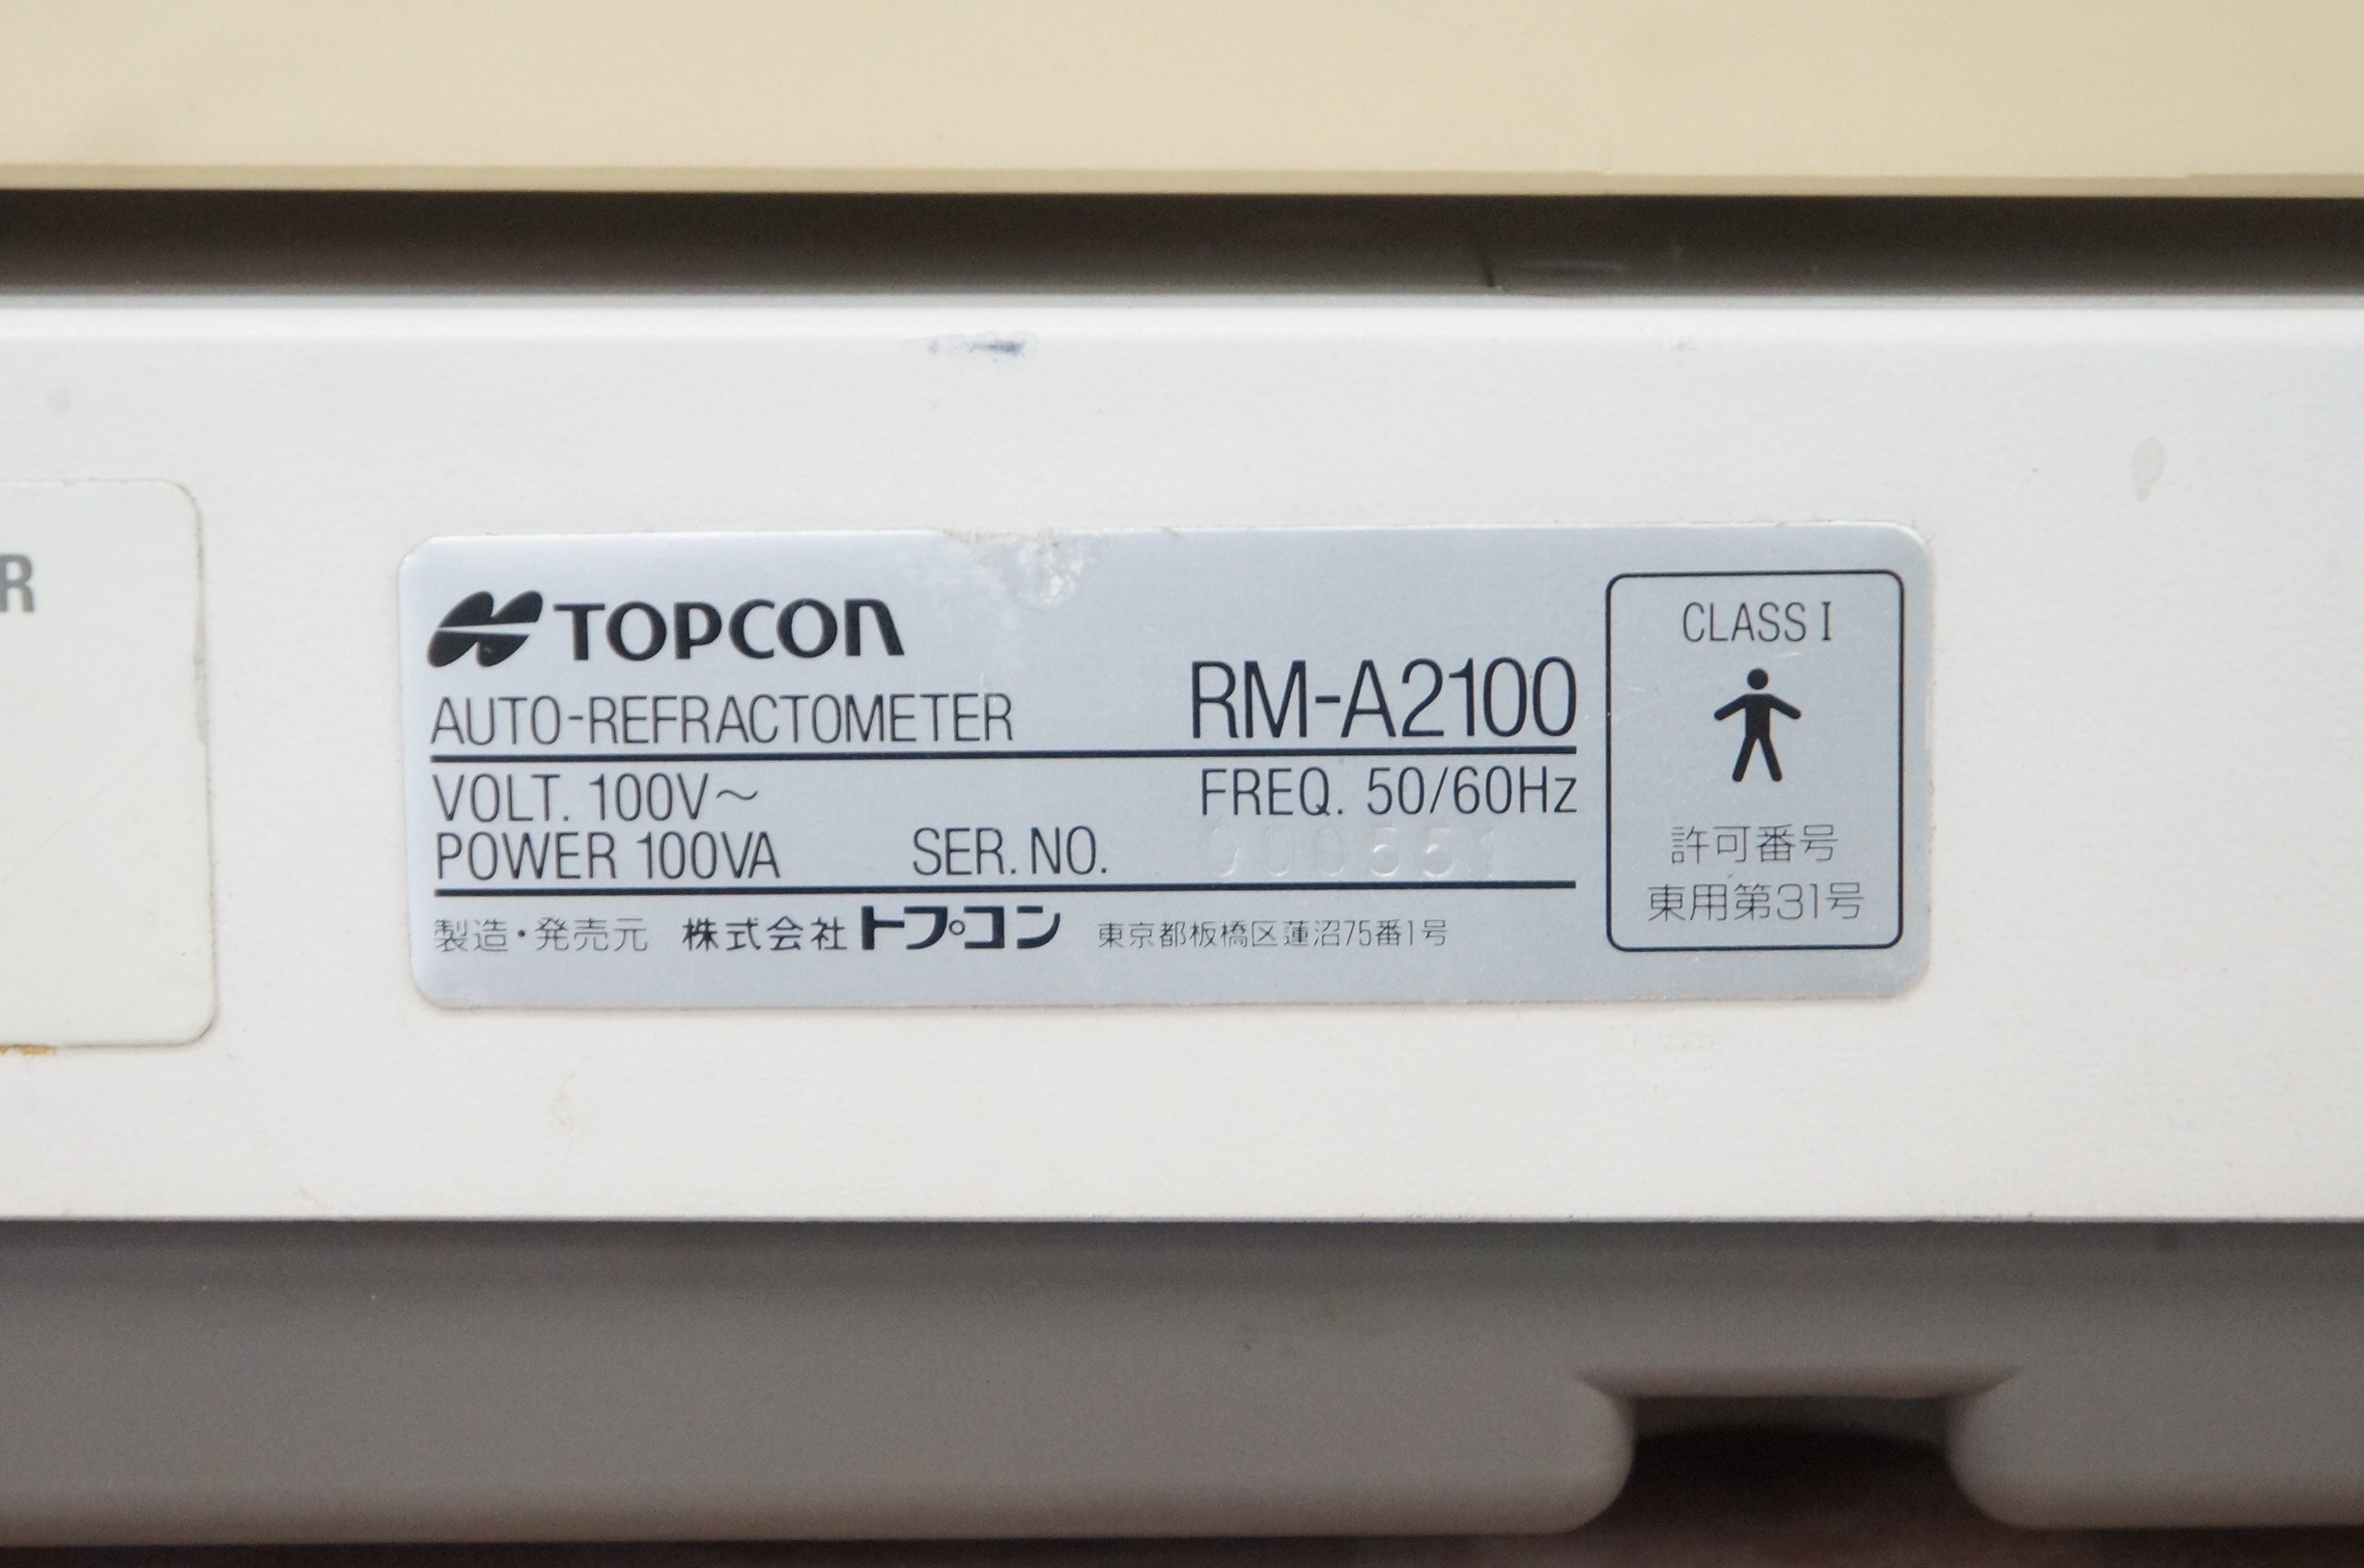 R
TOPCON
AUTO-REFRACTOMETER RM-A2100
VOLT. 100V～ FREQ. 50/60Hz
POWER 100VA SER. NO. 900551
製造・発売元 株式会社トプコン 東京都板橋区蓮沼75番1号
CLASS I
許可番号
東用第31号